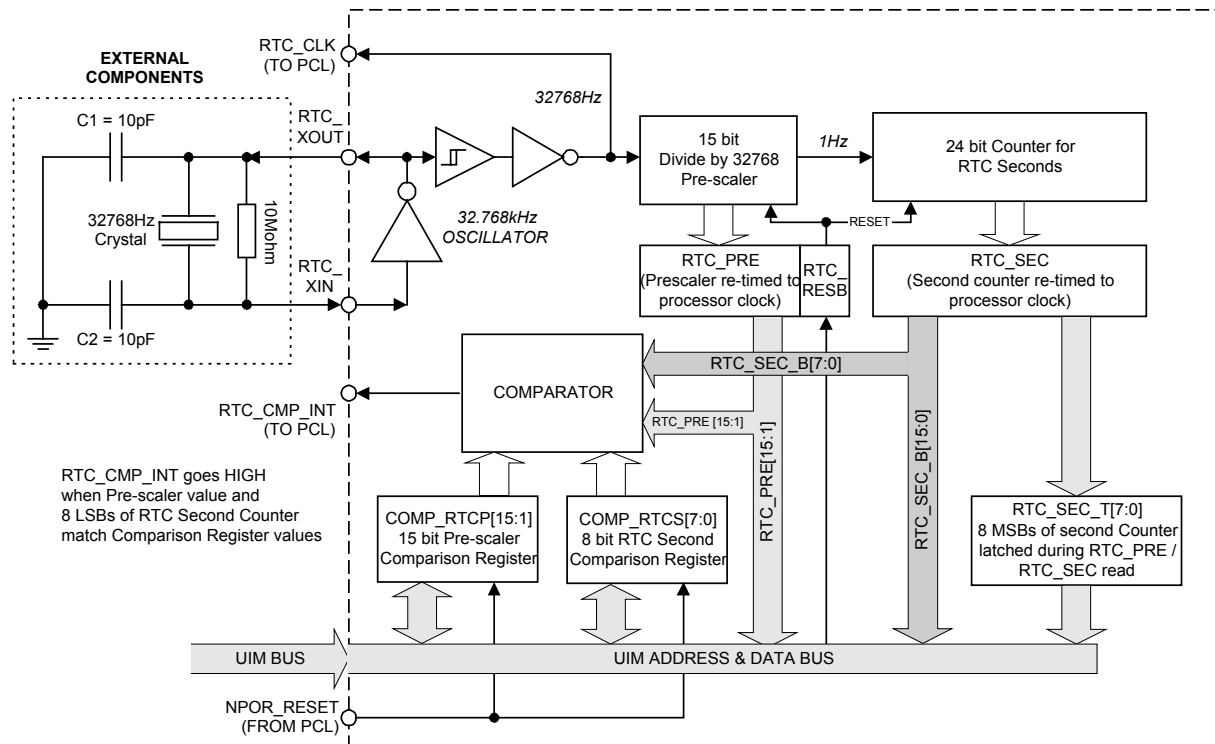 EXTERNAL
COMPONENTS
C1 = 10pF
32768Hz
Crystal
10Mohm
C2 = 10pF
RTC_CLK
(TO PCL)
RTC_
XOUT
RTC_
XIN
32.768kHz
OSCILLATOR
32768Hz
15 bit
Divide by 32768
Pre-scaler
1Hz
24 bit Counter for
RTC Seconds
RESET
RTC_PRE
(Prescaler re-timed to
processor clock)
RTC_
RESB
RTC_SEC
(Second counter re-timed to
processor clock)
RTC_SEC_B[7:0]
COMPARATOR
RTC_PRE [15:1]
RTC_PRE[15:1]
RTC_SEC_B[15:0]
RTC_CMP_INT
(TO PCL)
RTC_CMP_INT goes HIGH
when Pre-scaler value and
8 LSBs of RTC Second Counter
match Comparison Register values
COMP_RTCP[15:1]
15 bit Pre-scaler
Comparison Register
COMP_RTCS[7:0]
8 bit RTC Second
Comparison Register
RTC_SEC_T[7:0]
8 MSBs of second Counter
latched during RTC_PRE /
RTC_SEC read
UIM BUS
UIM ADDRESS & DATA BUS
NPOR_RESET
(FROM PCL)